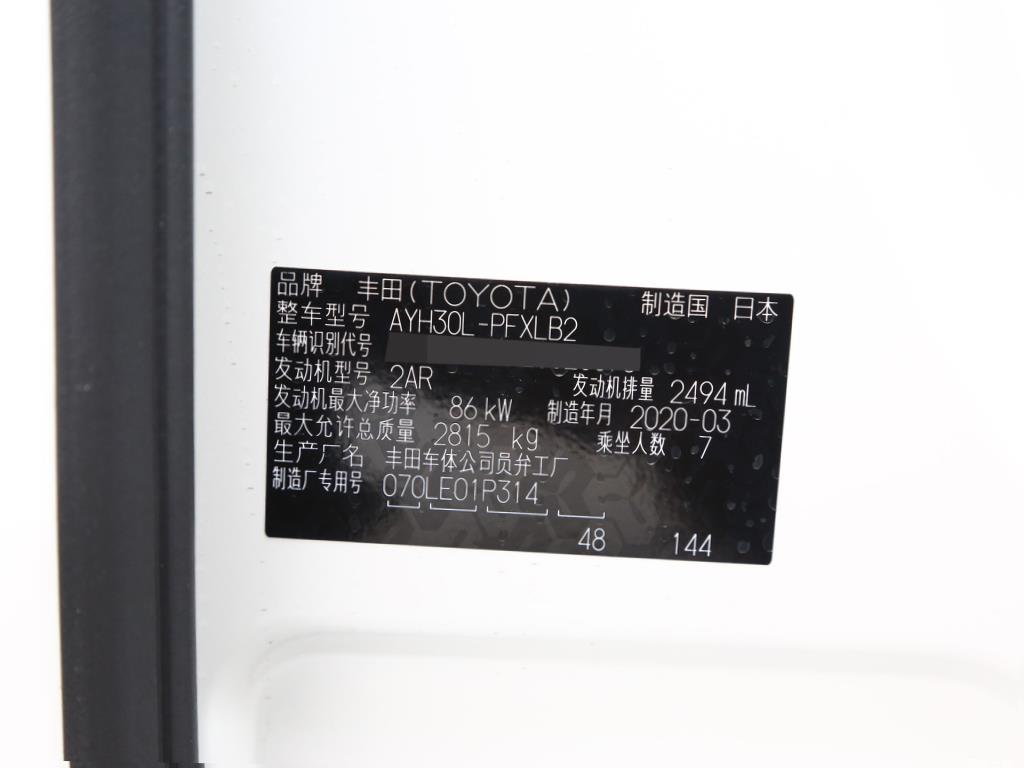 品牌 丰田(TOYOTA) 制造国 日本
整车型号 AYH30L-PFXLB2
车辆识别代号
发动机型号 2AR 发动机排量 2494 mL
发动机最大净功率 86 kW 制造年月 2020-03
最大允许总质量 2815 kg 乘坐人数 7
生产厂名 丰田车体公司员弁工厂
制造厂专用号 070LE01P314
48 144